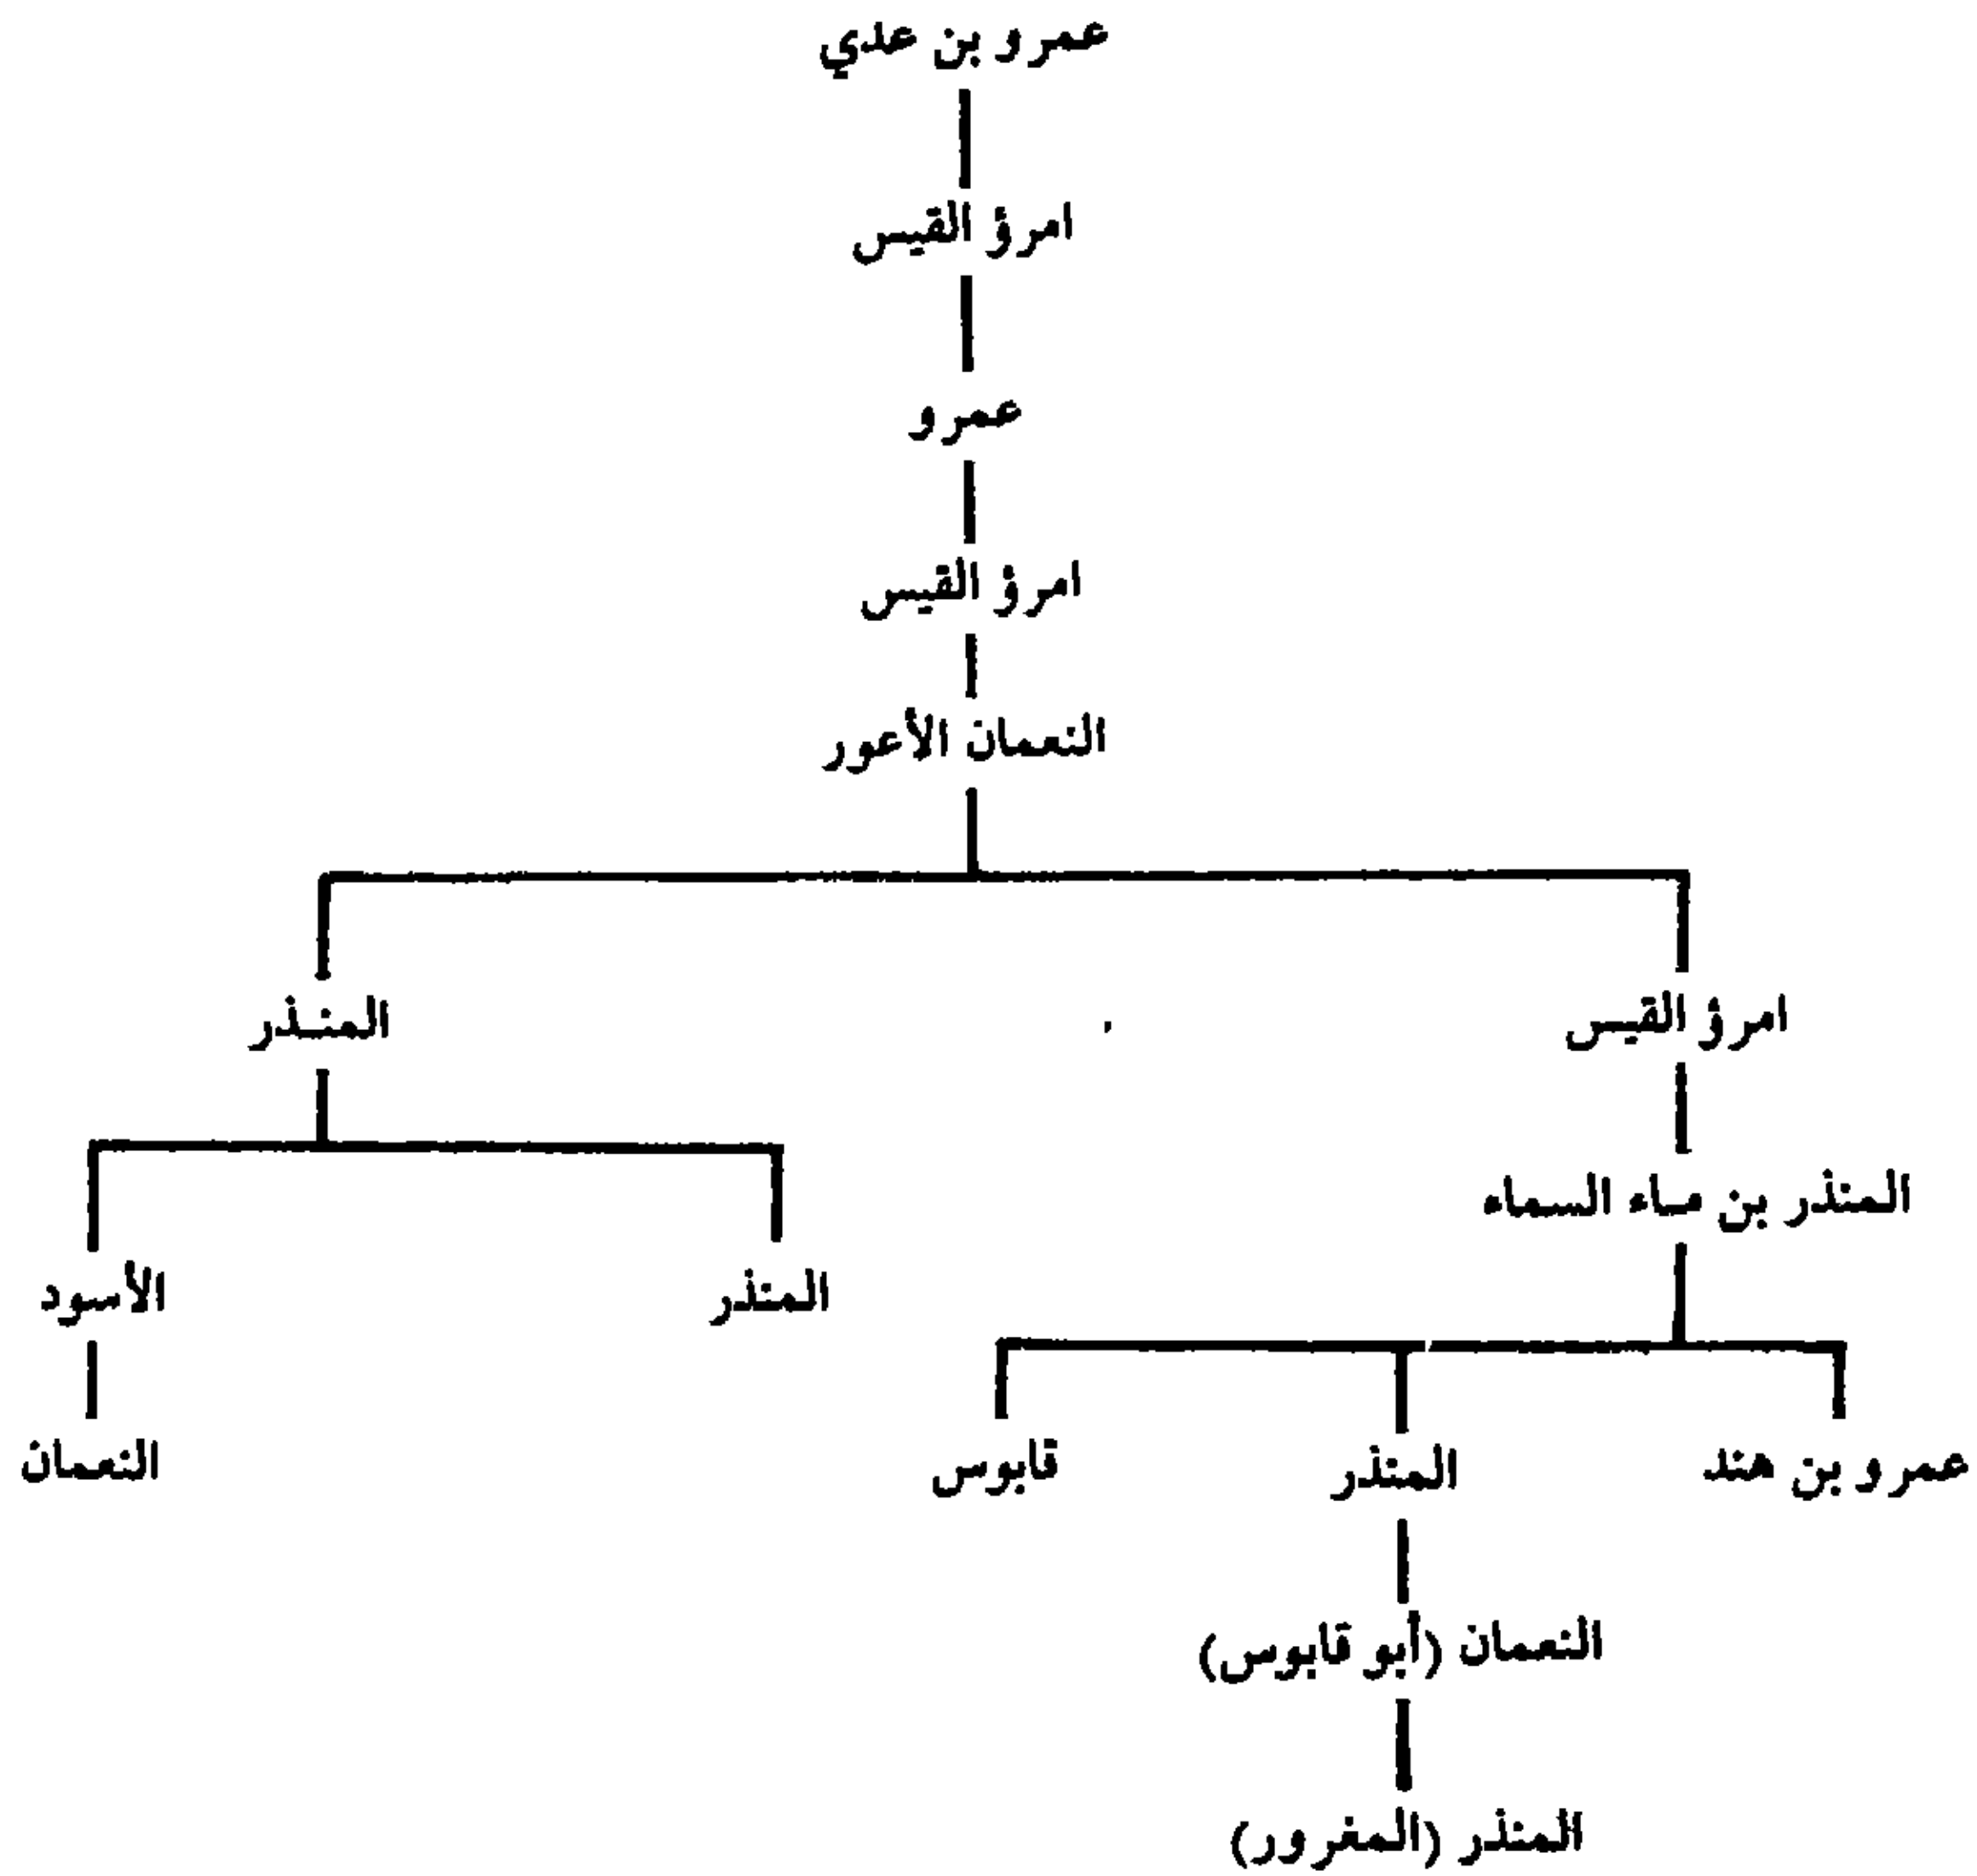 عمرو بن علي
امرؤ القيس
عمرو
امرؤ القيس
النعمان الأعور
امرؤ القيس
المنذر
المنذر بن ماء السماء
المنذر
الأسود
عمرو بن هند
المنذر
قابوس
النعمان
النعمان (أبو قابوس)
المنذر (المغرور)